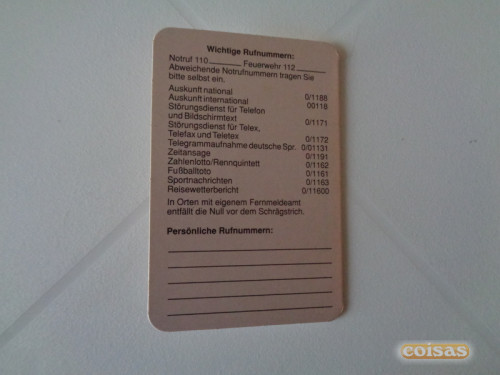 Wichtige Rufnummern:
Notruf 110 Feuerwehr 112
Abweichende Notrufnummern tragen Sie
bitte selbst ein.
Auskunft national 0/1188
Auskunft international 00118
Störungsdienst für Telefon
und Bildschirmtext 0/1171
Störungsdienst für Telex,
Telefax und Teletex 0/1172
Telegrammaufnahme deutsche Spr. 0/01131
Zeitansage 0/1191
Zahlenlotto/Rennquintett 0/1162
Fußballtoto 0/1161
Sportnachrichten 0/1163
Reisewetterbericht 0/11600
In Orten mit eigenem Fernmeldeamt
entfällt die Null vor dem Schrägstrich.
Persönliche Rufnummern:
coisas